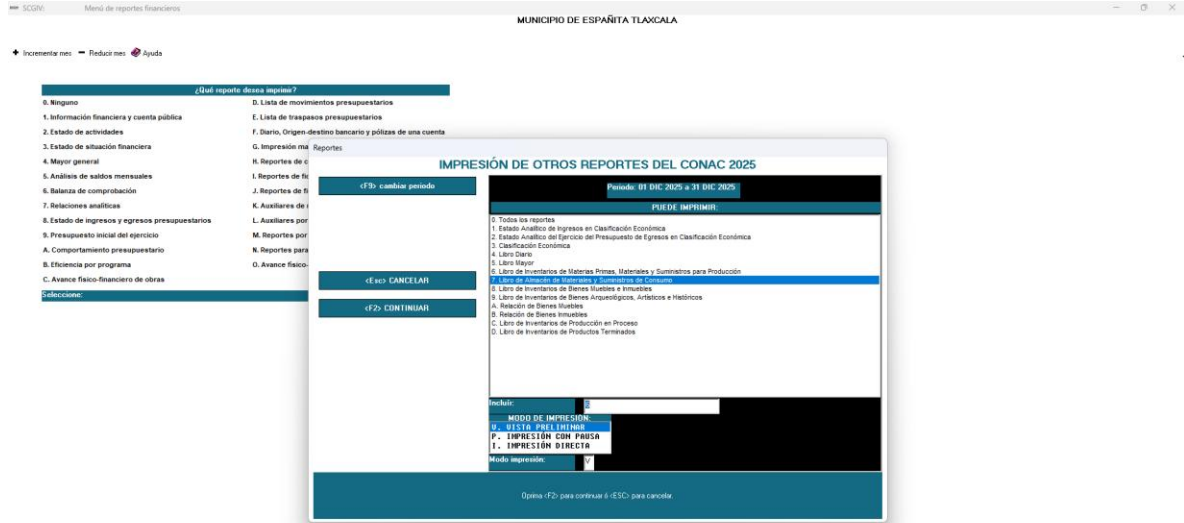 SCGIV: Menú de reportes financieros
MUNICIPIO DE ESPAÑITA TLAXCALA
Incrementar mes Reducir mes Ayuda
¿Qué reporte desea imprimir?
0. Ninguno
1. Información financiera y cuenta pública
2. Estado de actividades
3. Estado de situación financiera
4. Mayor general
5. Análisis de saldos mensuales
6. Balanza de comprobación
7. Relaciones analíticas
8. Estado de ingresos y egresos presupuestarios
9. Presupuesto inicial del ejercicio
A. Comportamiento presupuestario
B. Eficiencia por programa
C. Avance físico-financiero de obras
D. Lista de movimientos presupuestarios
E. Lista de traspasos presupuestarios
F. Diario, Origen-destino bancario y pólizas de una cuenta
G. Impresión ma
H. Reportes de c
I. Reportes de fic
J. Reportes de fi
K. Auxiliares de
L. Auxiliares por
M. Reportes por
N. Reportes para
O. Avance físico-
Seleccione:
Reportes
IMPRESIÓN DE OTROS REPORTES DEL CONAC 2025
<F9> cambiar periodo
<Esc> CANCELAR
<F2> CONTINUAR
Periodo: 01 DIC 2025 a 31 DIC 2025
PUEDE IMPRIMIR:
0. Todos los reportes
1. Estado Analítico de Ingresos en Clasificación Económica
2. Estado Analítico del Ejercicio del Presupuesto de Egresos en Clasificación Económica
3. Clasificación Económica
4. Libro Diario
5. Libro Mayor
6. Libro de Inventarios de Materias Primas, Materiales y Suministros para Producción
7. Libro de Almacén de Materiales y Suministros de Consumo
8. Libro de Inventarios de Bienes Muebles e Inmuebles
9. Libro de Inventarios de Bienes Arqueológicos, Artísticos e Históricos
A. Relación de Bienes Muebles
B. Relación de Bienes Inmuebles
C. Libro de Inventarios de Producción en Proceso
D. Libro de Inventarios de Productos Terminados
Incluir:
MODO DE IMPRESIÓN:
V. VISTA PRELIMINAR
P. IMPRESIÓN CON PAUSA
I. IMPRESIÓN DIRECTA
Modo impresión: V
Oprima <F2> para continuar ó <ESC> para cancelar.